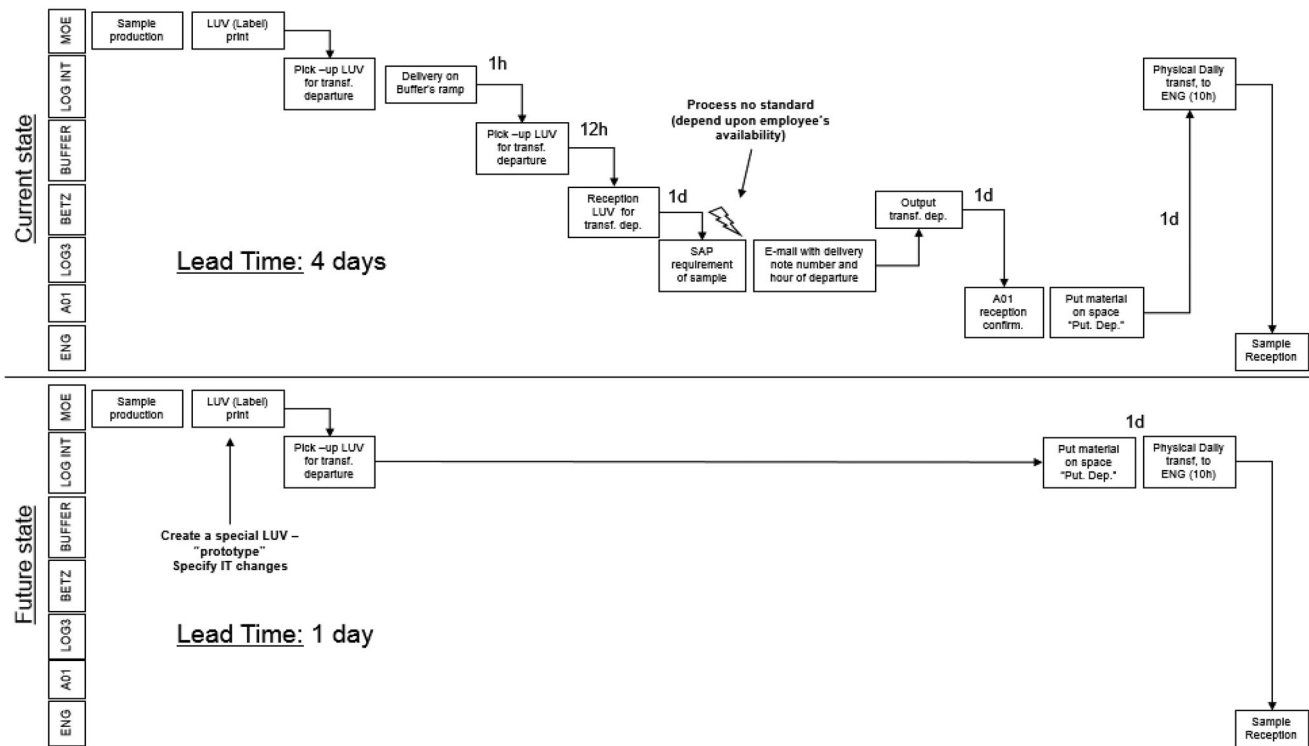 Current state
MOE
LOG INT
BUFFER
BETZ
LOG3
A01
ENG
Sample
production
LUV (Label)
print
Pick –up LUV
for transf.
departure
Delivery on
Buffer's ramp
1h
Pick –up LUV
for transf.
departure
12h
Reception
LUV for
transf. dep.
1d
Process no standard
(depend upon employee's
availability)
SAP
requirement
of sample
E-mail with delivery
note number and
hour of departure
Output
transf. dep.
1d
A01
reception
confirm.
Put material
on space
"Put. Dep."
1d
Physical Daily
transf, to
ENG (10h)
Sample
Reception
Lead Time: 4 days
Future state
MOE
LOG INT
BUFFER
BETZ
LOG3
A01
ENG
Sample
production
LUV (Label)
print
Pick –up LUV
for transf.
departure
Create a special LUV –
"prototype"
Specify IT changes
Put material
on space
"Put. Dep."
1d
Physical Daily
transf, to
ENG (10h)
Sample
Reception
Lead Time: 1 day